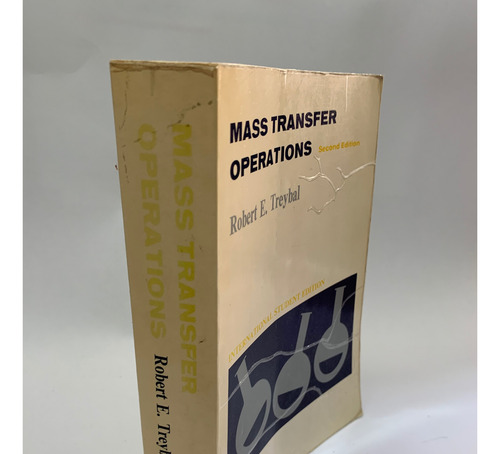 MASS TRANSFER
OPERATIONS Second Edition
Robert E. Treybal
INTERNATIONAL STUDENT EDITION
MASS TRANSFER
OPERATIONS
Robert E. Treybal